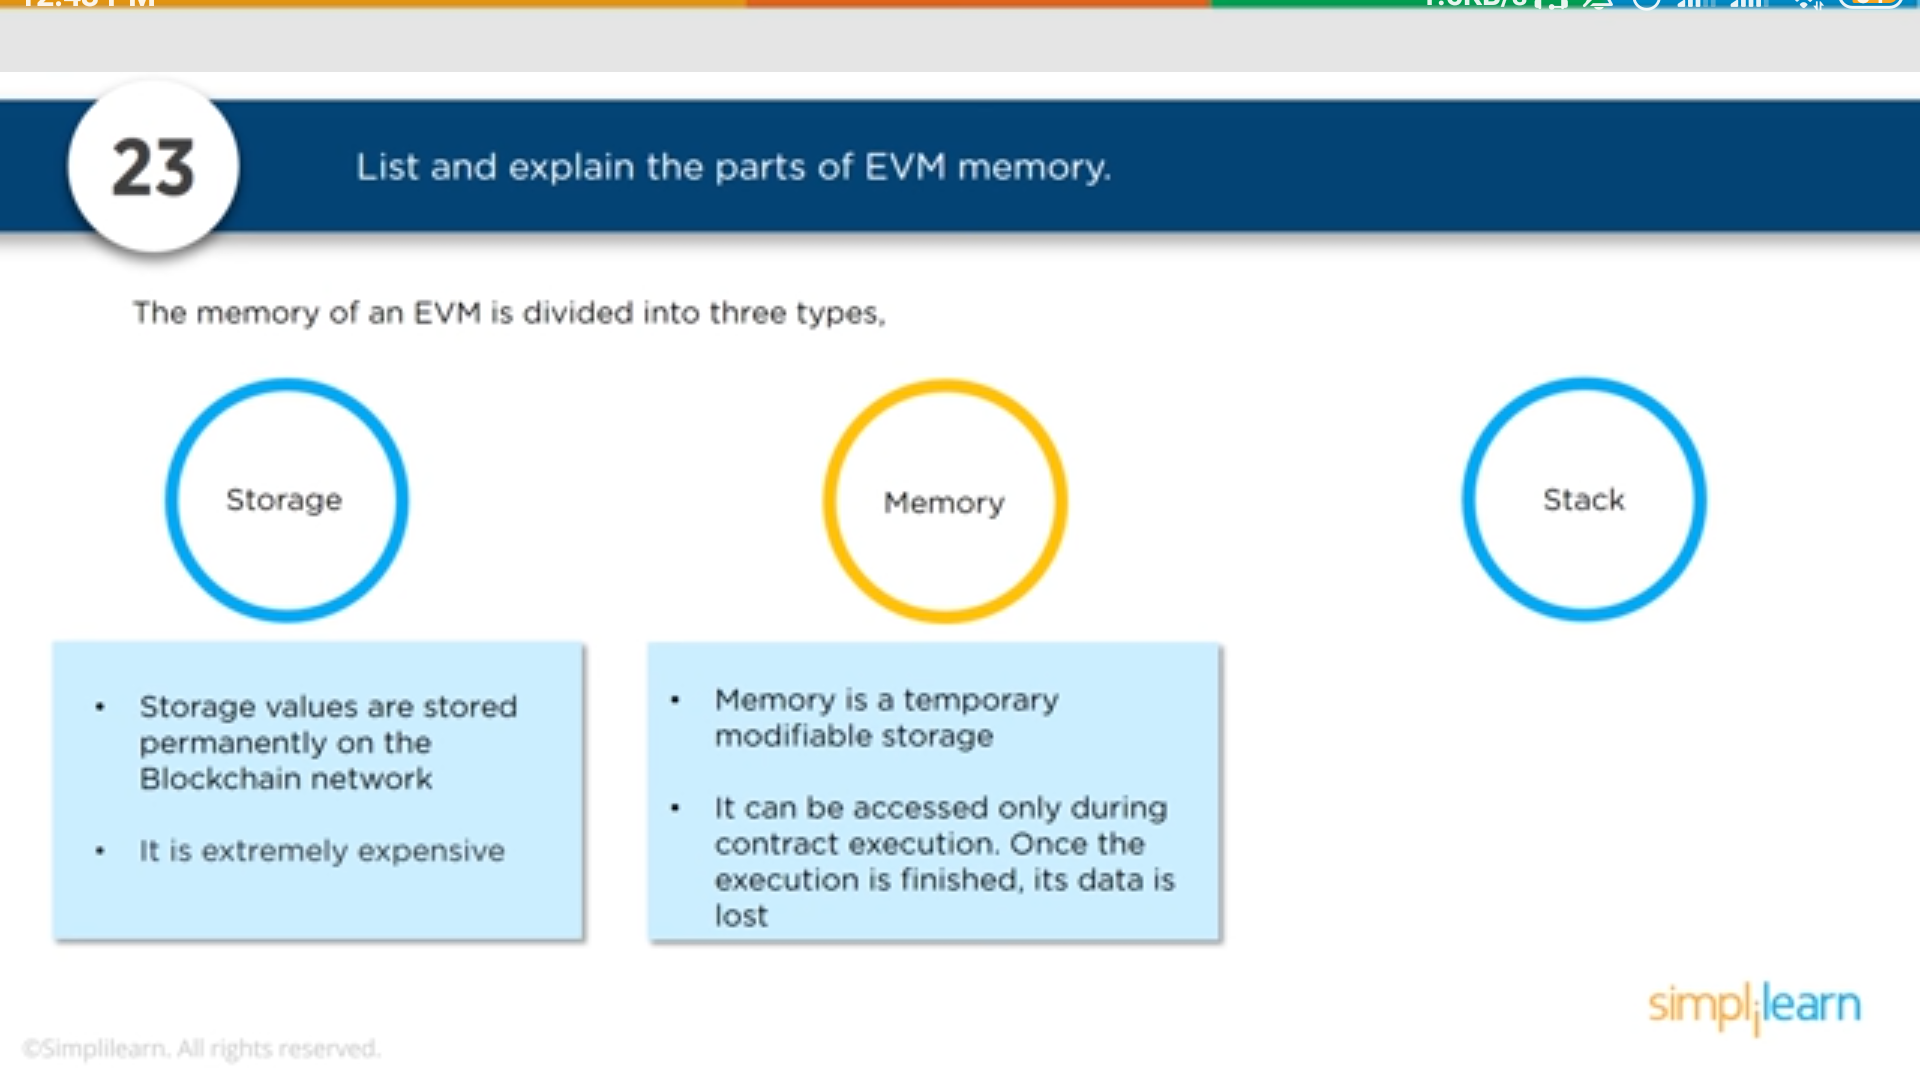 23
List and explain the parts of EVM memory.
The memory of an EVM is divided into three types,
Storage
Memory
Stack
• Storage values are stored
permanently on the
Blockchain network
• It is extremely expensive
• Memory is a temporary
modifiable storage
• It can be accessed only during
contract execution. Once the
execution is finished, its data is
lost
simplilearn
©Simplilearn. All rights reserved.